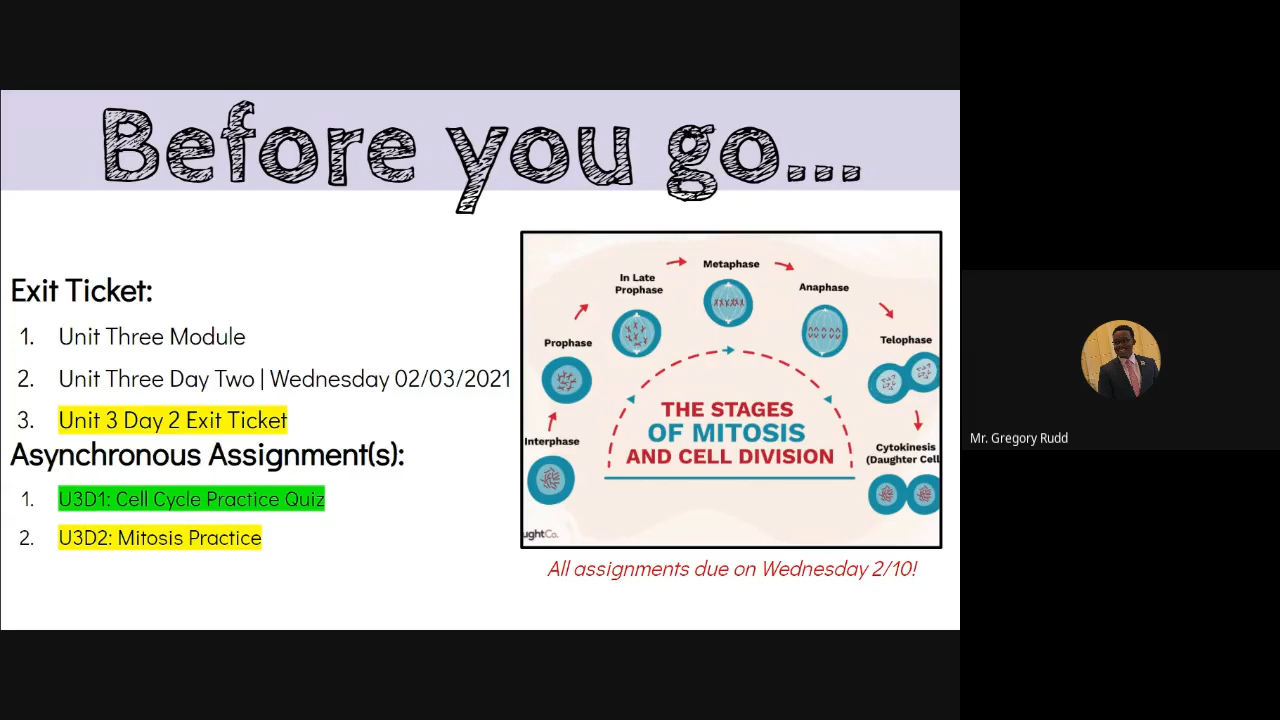 Before you go...
Exit Ticket:
1. Unit Three Module
2. Unit Three Day Two | Wednesday 02/03/2021
3. Unit 3 Day 2 Exit Ticket
Asynchronous Assignment(s):
1. U3D1: Cell Cycle Practice Quiz
2. U3D2: Mitosis Practice
Interphase
Prophase
In Late
Prophase
Metaphase
Anaphase
Telophase
Cytokinesis
(Daughter Cell
THE STAGES
OF MITOSIS
AND CELL DIVISION
ughtCo.
All assignments due on Wednesday 2/10!
Mr. Gregory Rudd